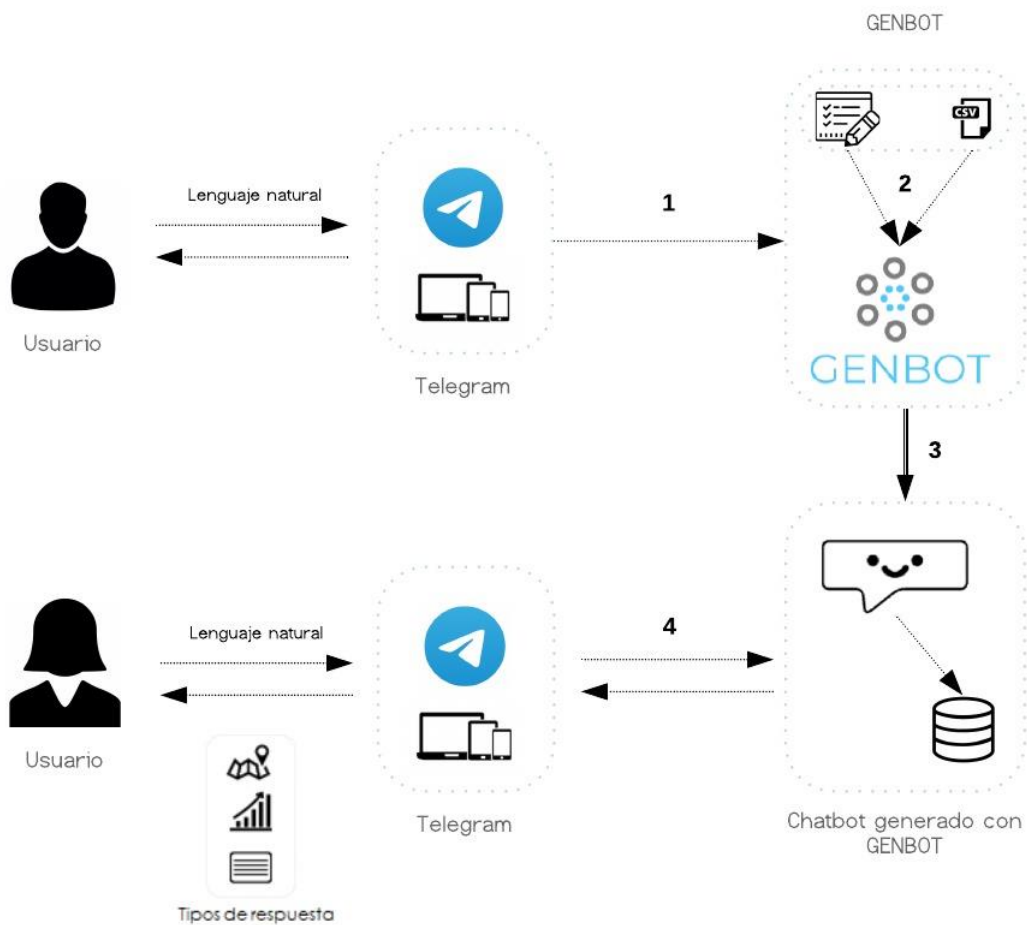 GENBOT
CSV
2
Lenguaje natural
1
Usuario
Telegram
GENBOT
3
Lenguaje natural
4
Usuario
Telegram
Chatbot generado con
GENBOT
Tipos de respuesta